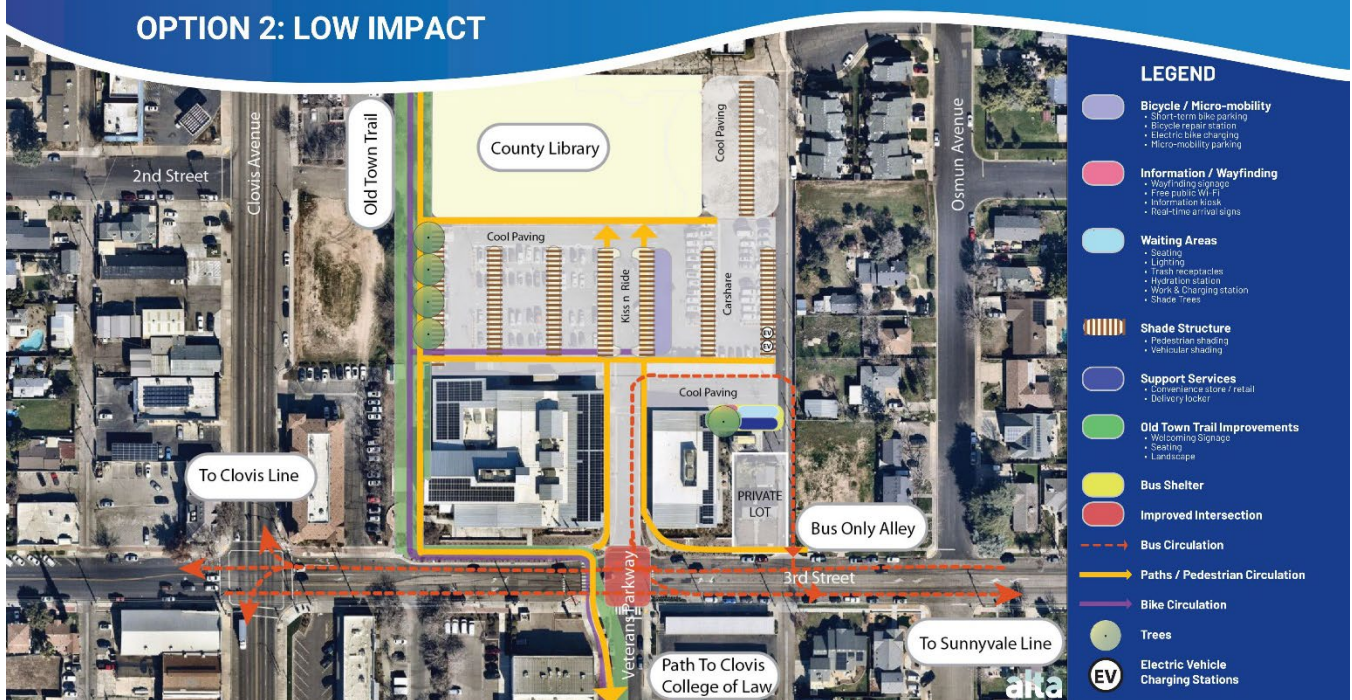 OPTION 2: LOW IMPACT
Old Town Trail
County Library
Cool Paving
2nd Street
Clovis Avenue
Osmun Avenue
Cool Paving
Kiss n Ride
Carshare
EV
EV
Cool Paving
To Clovis Line
PRIVATE
LOT
Bus Only Alley
3rd Street
Veterans Parkway
To Sunnyvale Line
Path To Clovis
College of Law
alta
LEGEND
Bicycle / Micro-mobility
• Short-term bike parking
• Bicycle repair station
• Electric bike charging
• Micro-mobility parking
Information / Wayfinding
• Wayfinding signage
• Free public Wi-Fi
• Information kiosk
• Real-time arrival signs
Waiting Areas
• Seating
• Lighting
• Trash receptacles
• Hydration station
• Work & Charging station
• Shade Trees
Shade Structure
• Pedestrian shading
• Vehicular shading
Support Services
• Convenience store / retail
• Delivery locker
Old Town Trail Improvements
• Welcoming Signage
• Seating
• Landscape
Bus Shelter
Improved Intersection
Bus Circulation
Paths / Pedestrian Circulation
Bike Circulation
Trees
EV
Electric Vehicle
Charging Stations